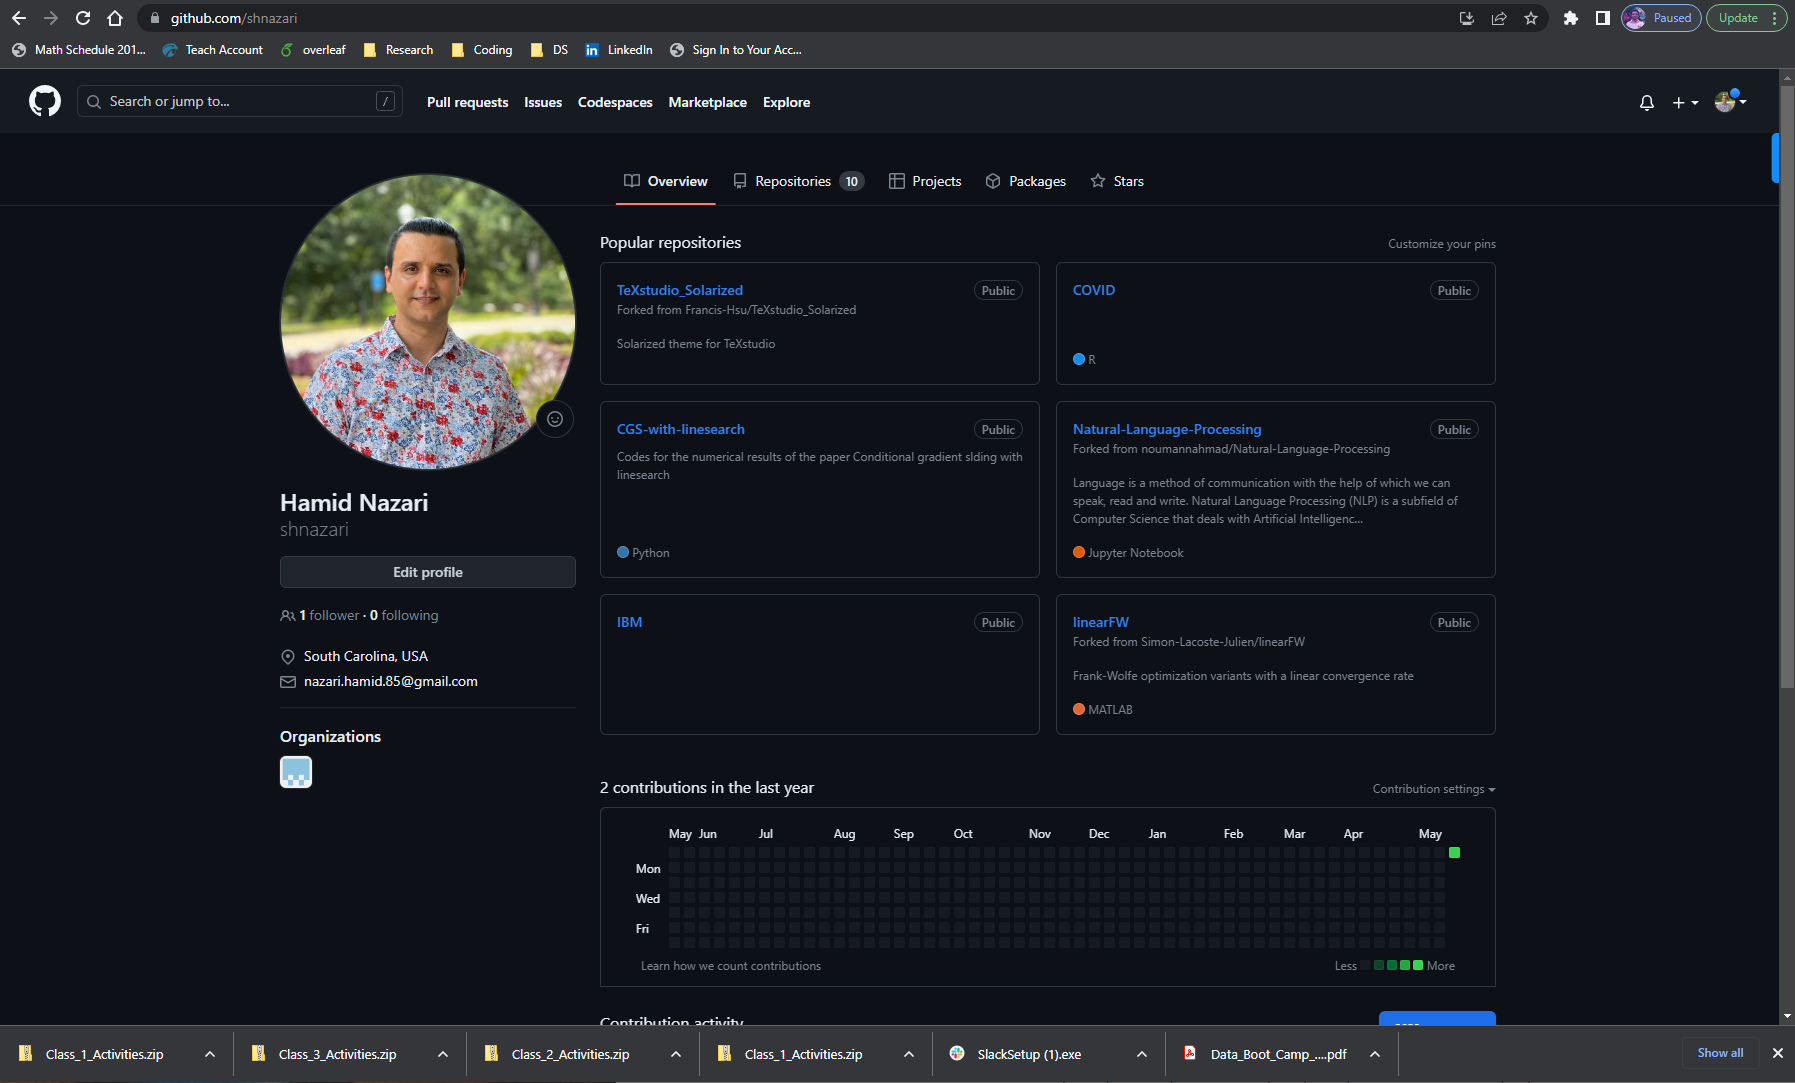 github.com/shnazari
Paused
Update
Math Schedule 201...
Teach Account
overleaf
Research
Coding
DS
LinkedIn
Sign In to Your Acc...
Search or jump to...
/
Pull requests
Issues
Codespaces
Marketplace
Explore
Overview
Repositories 10
Projects
Packages
Stars
Hamid Nazari
shnazari
Edit profile
1 follower · 0 following
South Carolina, USA
nazari.hamid.85@gmail.com
Organizations
Popular repositories
Customize your pins
TeXstudio_Solarized
Public
Forked from Francis-Hsu/TeXstudio_Solarized
Solarized theme for TeXstudio
COVID
Public
R
CGS-with-linesearch
Public
Codes for the numerical results of the paper Conditional gradient slding with
linesearch
Python
Natural-Language-Processing
Public
Forked from noumannahmad/Natural-Language-Processing
Language is a method of communication with the help of which we can
speak, read and write. Natural Language Processing (NLP) is a subfield of
Computer Science that deals with Artificial Intelligenc...
Jupyter Notebook
IBM
Public
linearFW
Public
Forked from Simon-Lacoste-Julien/linearFW
Frank-Wolfe optimization variants with a linear convergence rate
MATLAB
2 contributions in the last year
Contribution settings
May Jun Jul Aug Sep Oct Nov Dec Jan Feb Mar Apr May
Mon
Wed
Fri
Learn how we count contributions
Less
More
Contribution activity
Class_1_Activities.zip
Class_3_Activities.zip
Class_2_Activities.zip
Class_1_Activities.zip
SlackSetup (1).exe
Data_Boot_Camp_....pdf
Show all